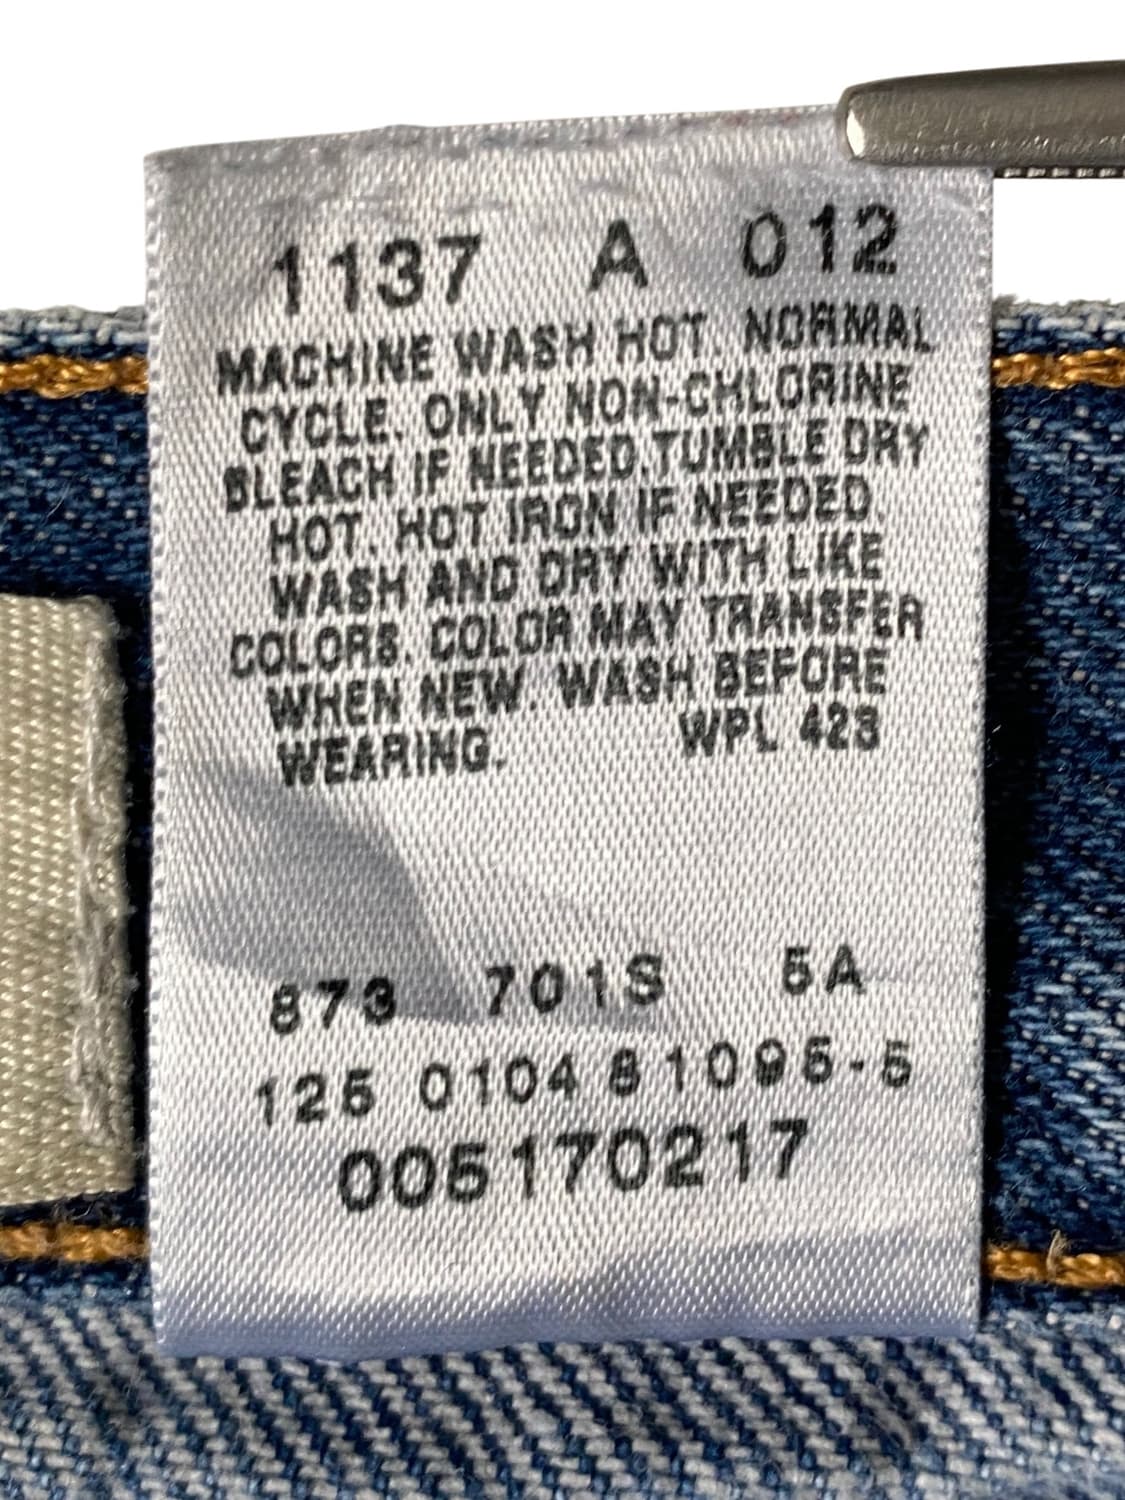 1137 A 012
MACHINE WASH HOT. NORMAL
CYCLE. ONLY NON-CHLORINE
BLEACH IF NEEDED.TUMBLE DRY
HOT. HOT IRON IF NEEDED
WASH AND DRY WITH LIKE
COLORS. COLOR MAY TRANSFER
WHEN NEW. WASH BEFORE
WEARING. WPL 423
873 701S 5A
125 0104 81095-5
005170217